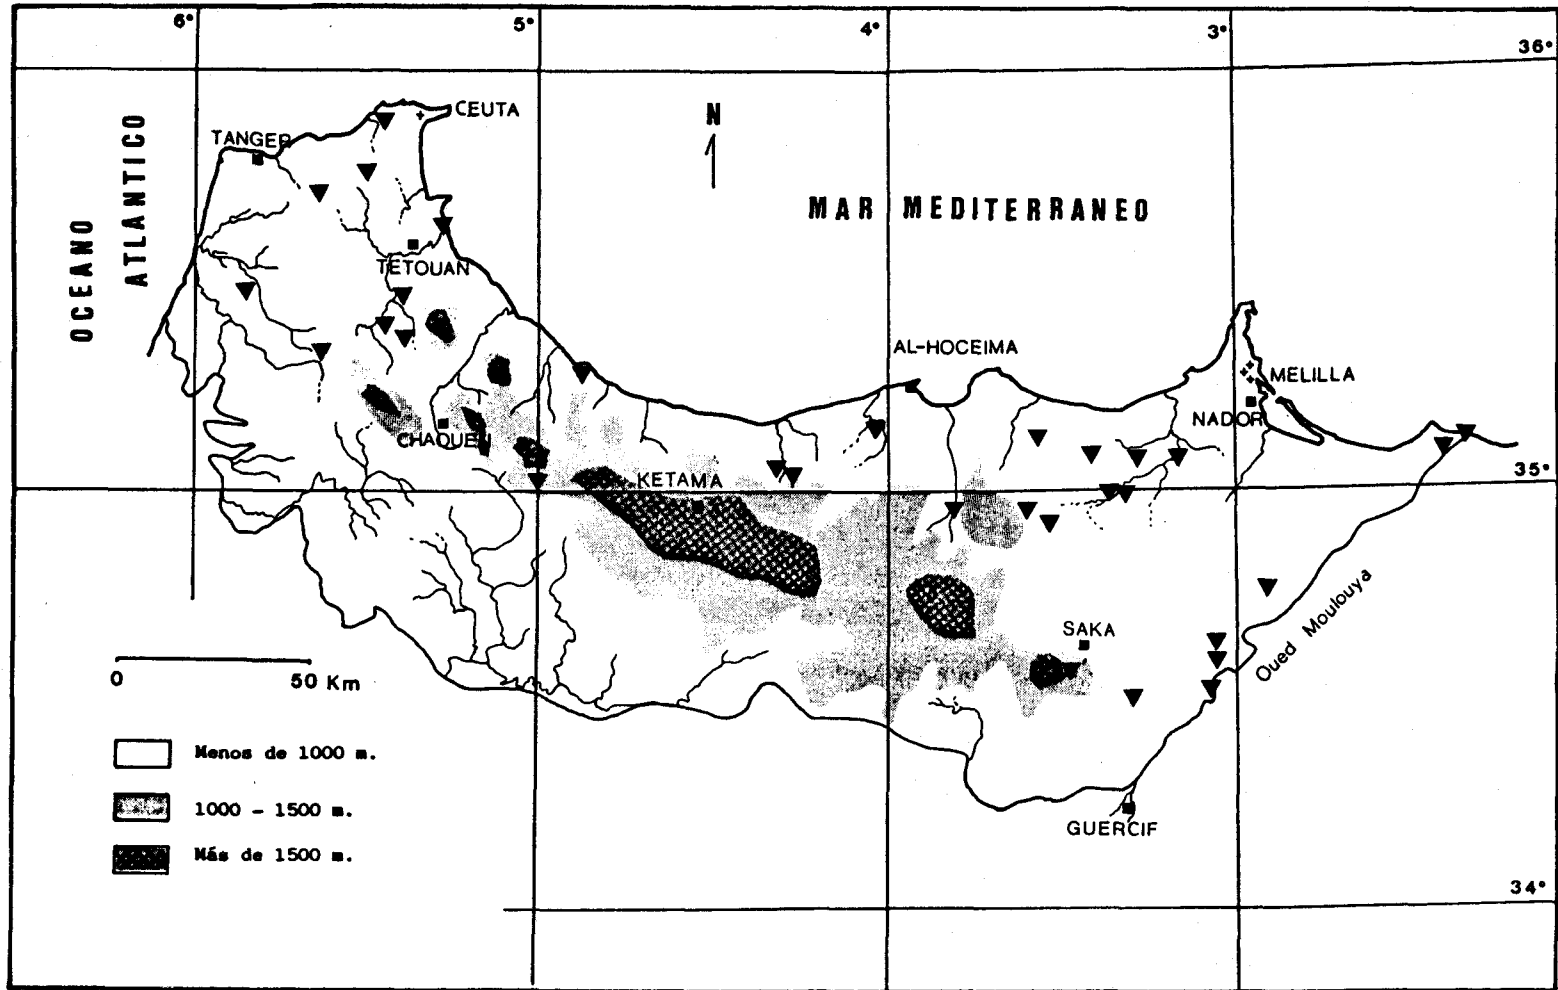 6°
5°
4°
3°
36°
CEUTA
TANGER
N
OCEANO
ATLANTICO
MAR MEDITERRANEO
TETOUAN
AL-HOCEIMA
MELILLA
NADOR
CHAOUEN
KETAMA
35°
SAKA
Oued Moulouya
0 50 Km
Menos de 1000 m.
1000 - 1500 m.
Más de 1500 m.
GUERCIF
34°